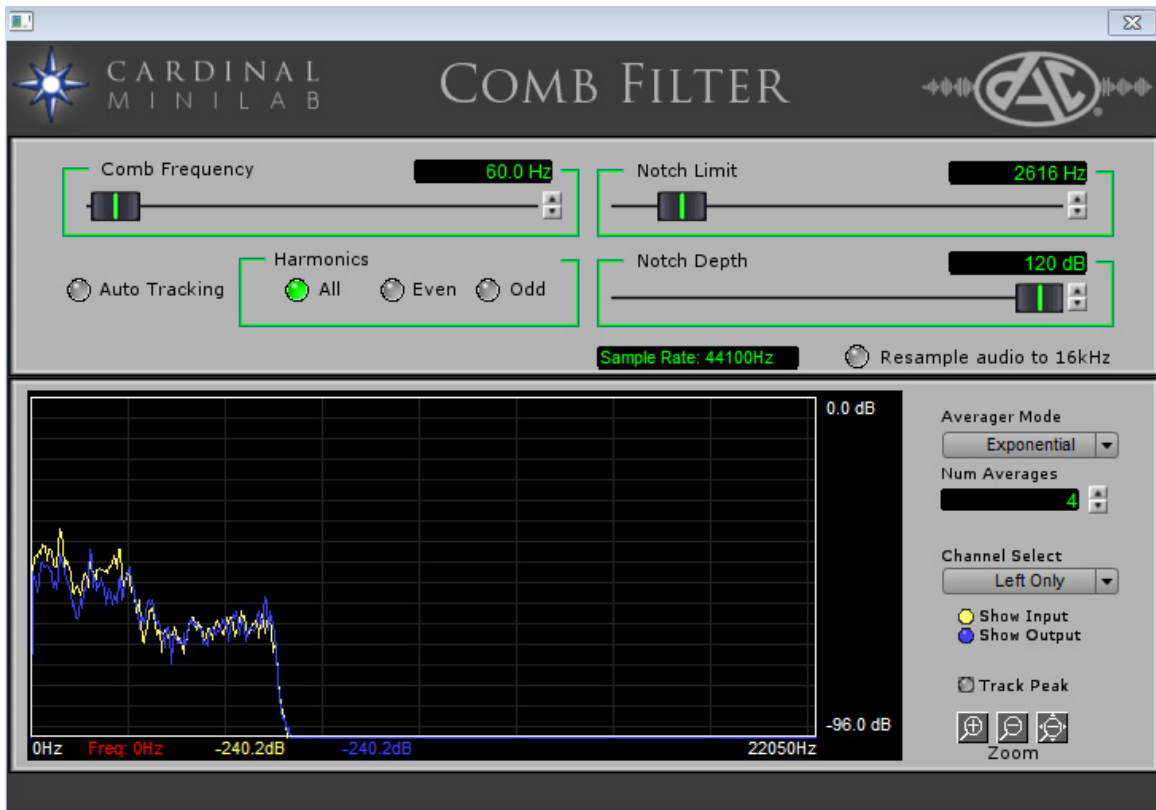 CARDINAL
MINILAB
COMB FILTER
DAC
Comb Frequency
60.0 Hz
Notch Limit
2616 Hz
Auto Tracking
Harmonics
All
Even
Odd
Notch Depth
120 dB
Sample Rate: 44100Hz
Resample audio to 16kHz
0.0 dB
-96.0 dB
0Hz
Freq: 0Hz
-240.2dB
-240.2dB
22050Hz
Averager Mode
Exponential
Num Averages
4
Channel Select
Left Only
Show Input
Show Output
Track Peak
Zoom